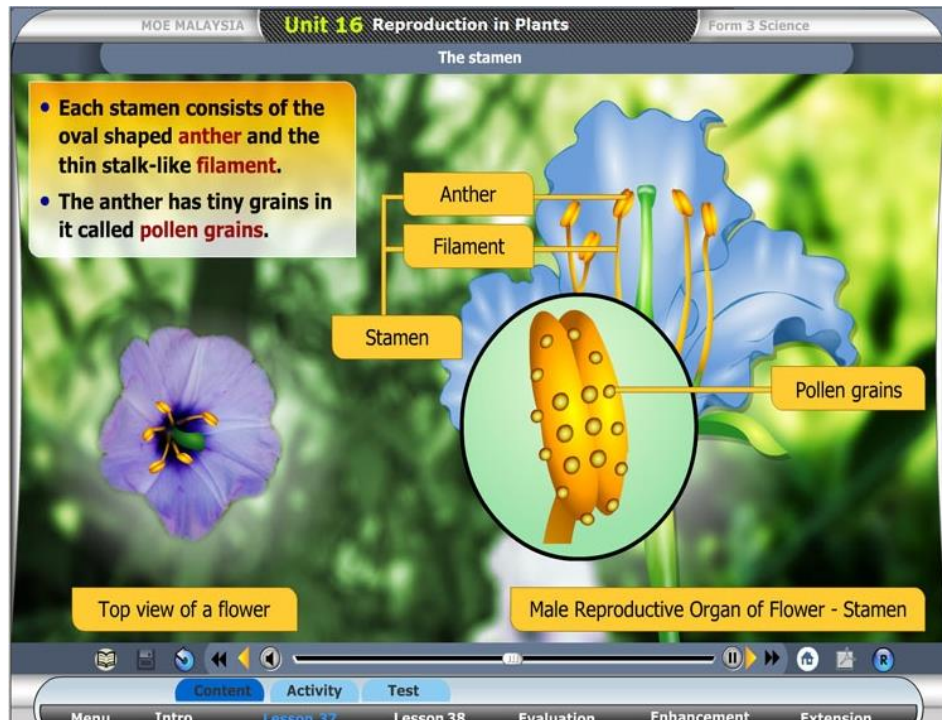 MOE MALAYSIA
Unit 16 Reproduction in Plants
Form 3 Science
The stamen
• Each stamen consists of the
oval shaped anther and the
thin stalk-like filament.
• The anther has tiny grains in
it called pollen grains.
Anther
Filament
Stamen
Pollen grains
Top view of a flower
Male Reproductive Organ of Flower - Stamen
R
Content Activity Test
Menu Intro Lesson 37 Lesson 38 Evaluation Enhancement Extension